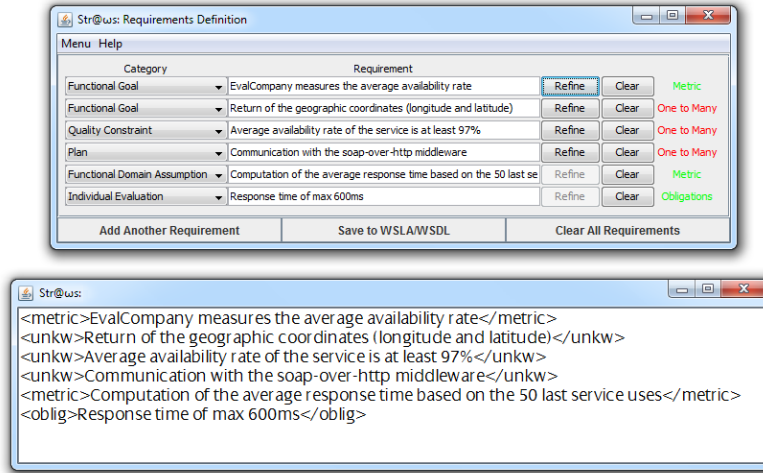 Str@ωs: Requirements Definition
Menu Help
Category Requirement
Functional Goal EvalCompany measures the average availability rate Refine Clear Metric
Functional Goal Return of the geographic coordinates (longitude and latitude) Refine Clear One to Many
Quality Constraint Average availability rate of the service is at least 97% Refine Clear One to Many
Plan Communication with the soap-over-http middleware Refine Clear One to Many
Functional Domain Assumption Computation of the average response time based on the 50 last se Refine Clear Metric
Individual Evaluation Response time of max 600ms Refine Clear Obligations
Add Another Requirement Save to WSLA/WSDL Clear All Requirements
Str@ωs:
<metric>EvalCompany measures the average availability rate</metric>
<unkw>Return of the geographic coordinates (longitude and latitude)</unkw>
<unkw>Average availability rate of the service is at least 97%</unkw>
<unkw>Communication with the soap-over-http middleware</unkw>
<metric>Computation of the average response time based on the 50 last service uses</metric>
<oblig>Response time of max 600ms</oblig>